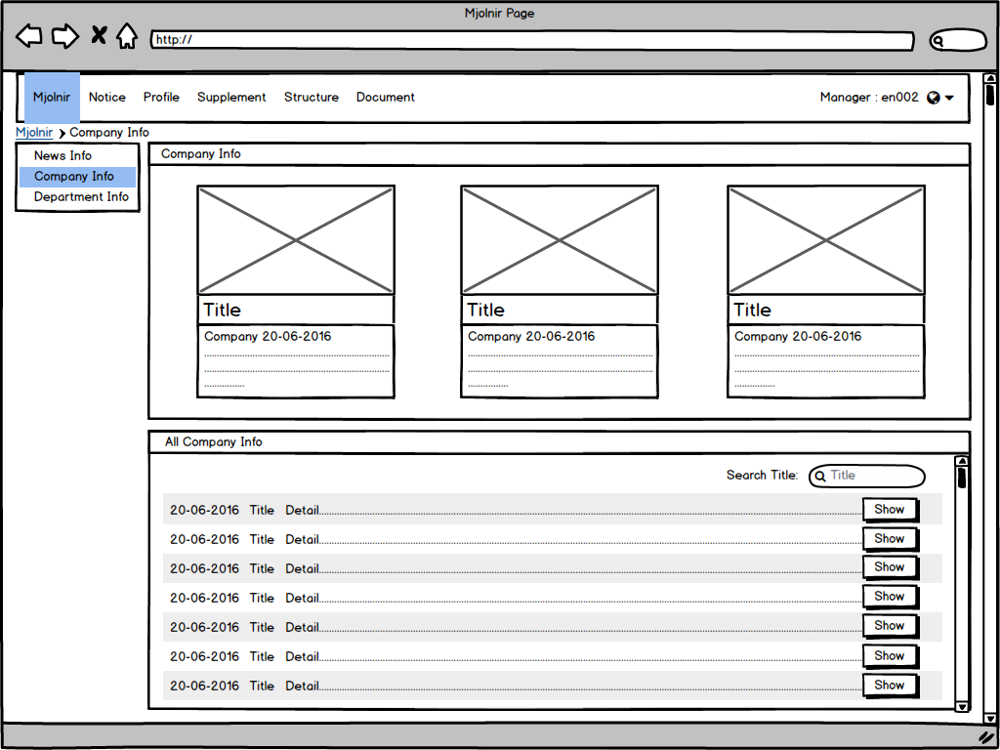 Mjolnir Page
http://
Mjolnir Notice Profile Supplement Structure Document Manager : en002
Mjolnir Company Info
News Info
Company Info
Department Info
Company Info
Title
Company 20-06-2016
Title
Company 20-06-2016
Title
Company 20-06-2016
All Company Info
Search Title: Title
20-06-2016 Title Detail Show
20-06-2016 Title Detail Show
20-06-2016 Title Detail Show
20-06-2016 Title Detail Show
20-06-2016 Title Detail Show
20-06-2016 Title Detail Show
20-06-2016 Title Detail Show